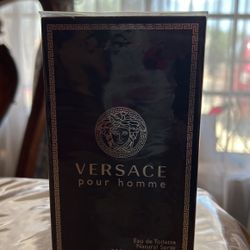 VERSACE
pour homme
Eau de Toilette
Natural Spray